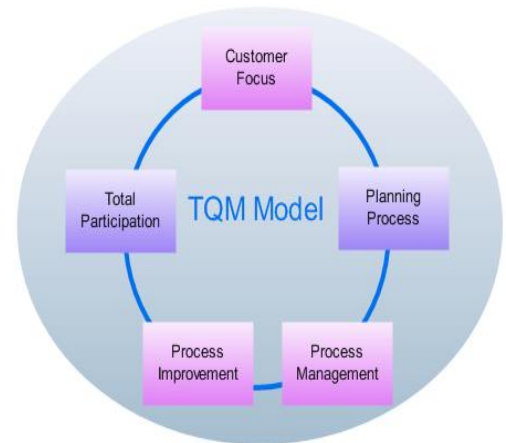 Customer
Focus
Total
Participation
TQM Model
Planning
Process
Process
Improvement
Process
Management